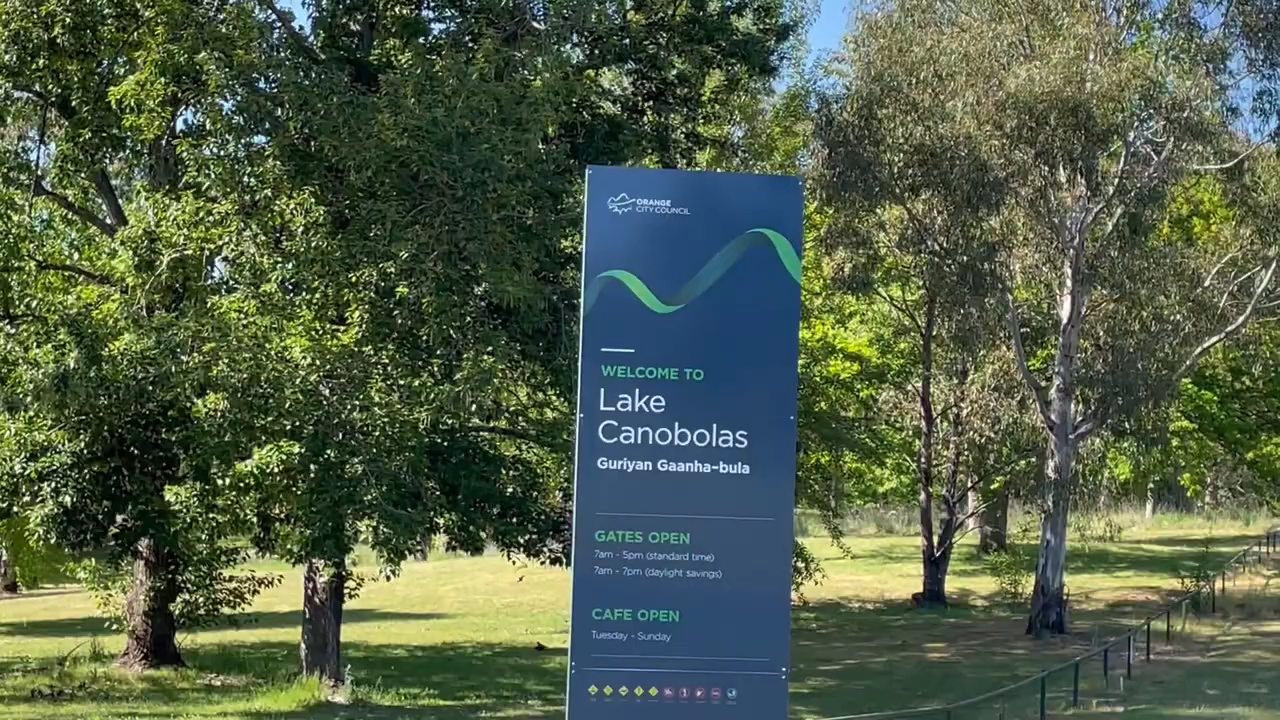 ORANGE
CITY COUNCIL
WELCOME TO
Lake
Canobolas
Guriyan Gaanha-bula
GATES OPEN
7am - 5pm (standard time)
7am - 7pm (daylight savings)
CAFE OPEN
Tuesday - Sunday